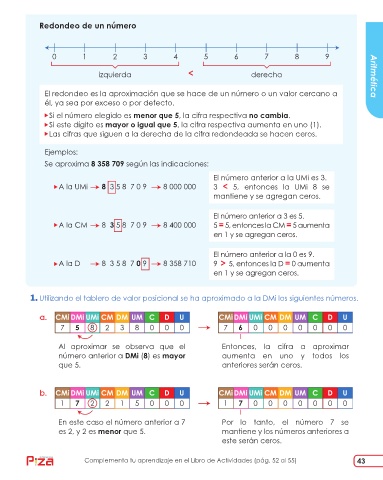 Redondeo de un número
0 1 2 3 4 5 6 7 8 9
izquierda < derecho
Aritmética
El redondeo es la aproximación que se hace de un número o un valor cercano a
él, ya sea por exceso o por defecto.
Si el número elegido es menor que 5, la cifra respectiva no cambia.
Si este dígito es mayor o igual que 5, la cifra respectiva aumenta en uno (1).
Las cifras que siguen a la derecha de la cifra redondeada se hacen ceros.
Ejemplos:
Se aproxima 8 358 709 según las indicaciones:
A la UMi → 8 3 5 8 7 0 9 → 8 000 000
El número anterior a la UMi es 3.
3 < 5, entonces la UMi 8 se
mantiene y se agregan ceros.
A la CM → 8 3 5 8 7 0 9 → 8 400 000
El número anterior a 3 es 5.
5 = 5, entonces la CM = 5 aumenta
en 1 y se agregan ceros.
A la D → 8 3 5 8 7 0 9 → 8 358 710
El número anterior a la 0 es 9.
9 > 5, entonces la D = 0 aumenta
en 1 y se agregan ceros.
1. Utilizando el tablero de valor posicional se ha aproximado a la DMi los siguientes números.
a. CMi DMi UMi CM DM UM C D U
7 5 8 2 3 8 0 0 0 →
CMi DMi UMi CM DM UM C D U
7 6 0 0 0 0 0 0 0
Al aproximar se observa que el
número anterior a DMi (8) es mayor
que 5.
Entonces, la cifra a aproximar
aumenta en uno y todos los
anteriores serán ceros.
b. CMi DMi UMi CM DM UM C D U
1 7 2 2 1 5 0 0 0 →
CMi DMi UMi CM DM UM C D U
1 7 0 0 0 0 0 0 0
En este caso el número anterior a 7
es 2, y 2 es menor que 5.
Por lo tanto, el número 7 se
mantiene y los números anteriores a
este serán ceros.
Complementa tu aprendizaje en el Libro de Actividades (pág. 52 al 55)
43